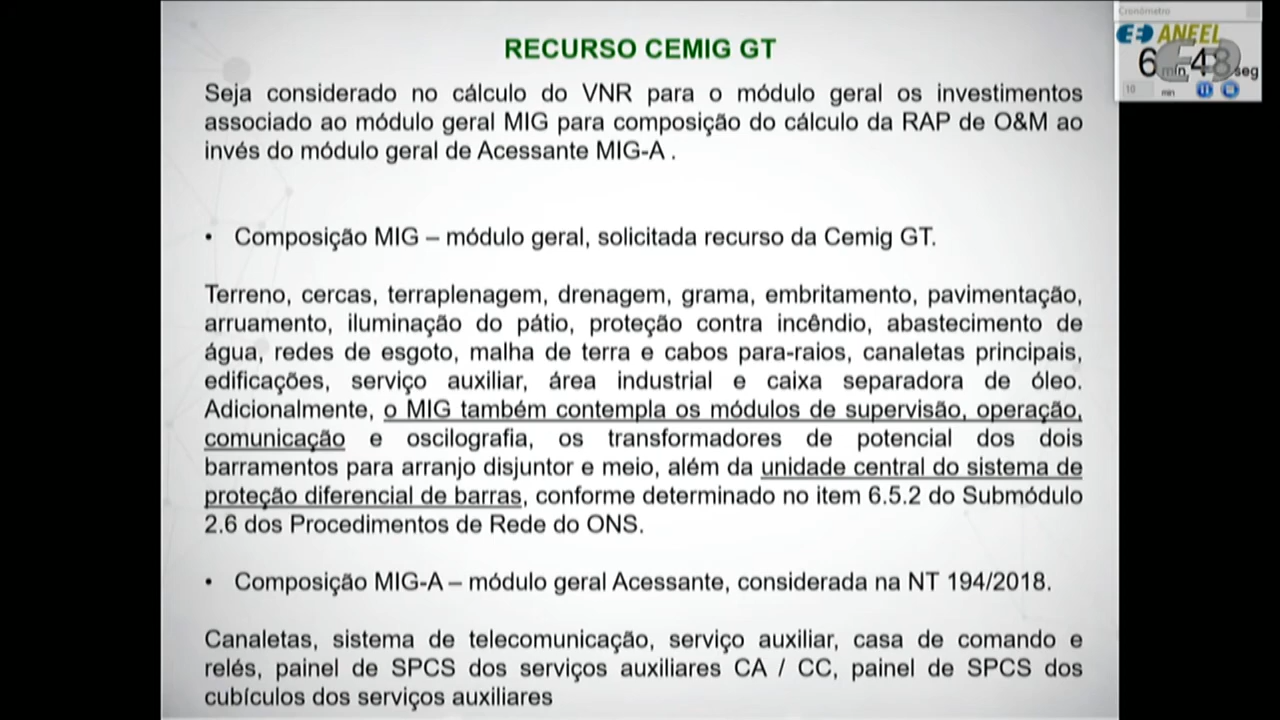 RECURSO CEMIG GT
Seja considerado no cálculo do VNR para o módulo geral os investimentos
associado ao módulo geral MIG para composição do cálculo da RAP de O&M ao
invés do módulo geral de Acessante MIG-A .
• Composição MIG – módulo geral, solicitada recurso da Cemig GT.
Terreno, cercas, terraplenagem, drenagem, grama, embritamento, pavimentação,
arruamento, iluminação do pátio, proteção contra incêndio, abastecimento de
água, redes de esgoto, malha de terra e cabos para-raios, canaletas principais,
edificações, serviço auxiliar, área industrial e caixa separadora de óleo.
Adicionalmente, o MIG também contempla os módulos de supervisão, operação,
comunicação e oscilografia, os transformadores de potencial dos dois
barramentos para arranjo disjuntor e meio, além da unidade central do sistema de
proteção diferencial de barras, conforme determinado no item 6.5.2 do Submódulo
2.6 dos Procedimentos de Rede do ONS.
• Composição MIG-A – módulo geral Acessante, considerada na NT 194/2018.
Canaletas, sistema de telecomunicação, serviço auxiliar, casa de comando e
relés, painel de SPCS dos serviços auxiliares CA / CC, painel de SPCS dos
cubículos dos serviços auxiliares
Cronômetro
ANEEL
6 min 48 seg
10 min